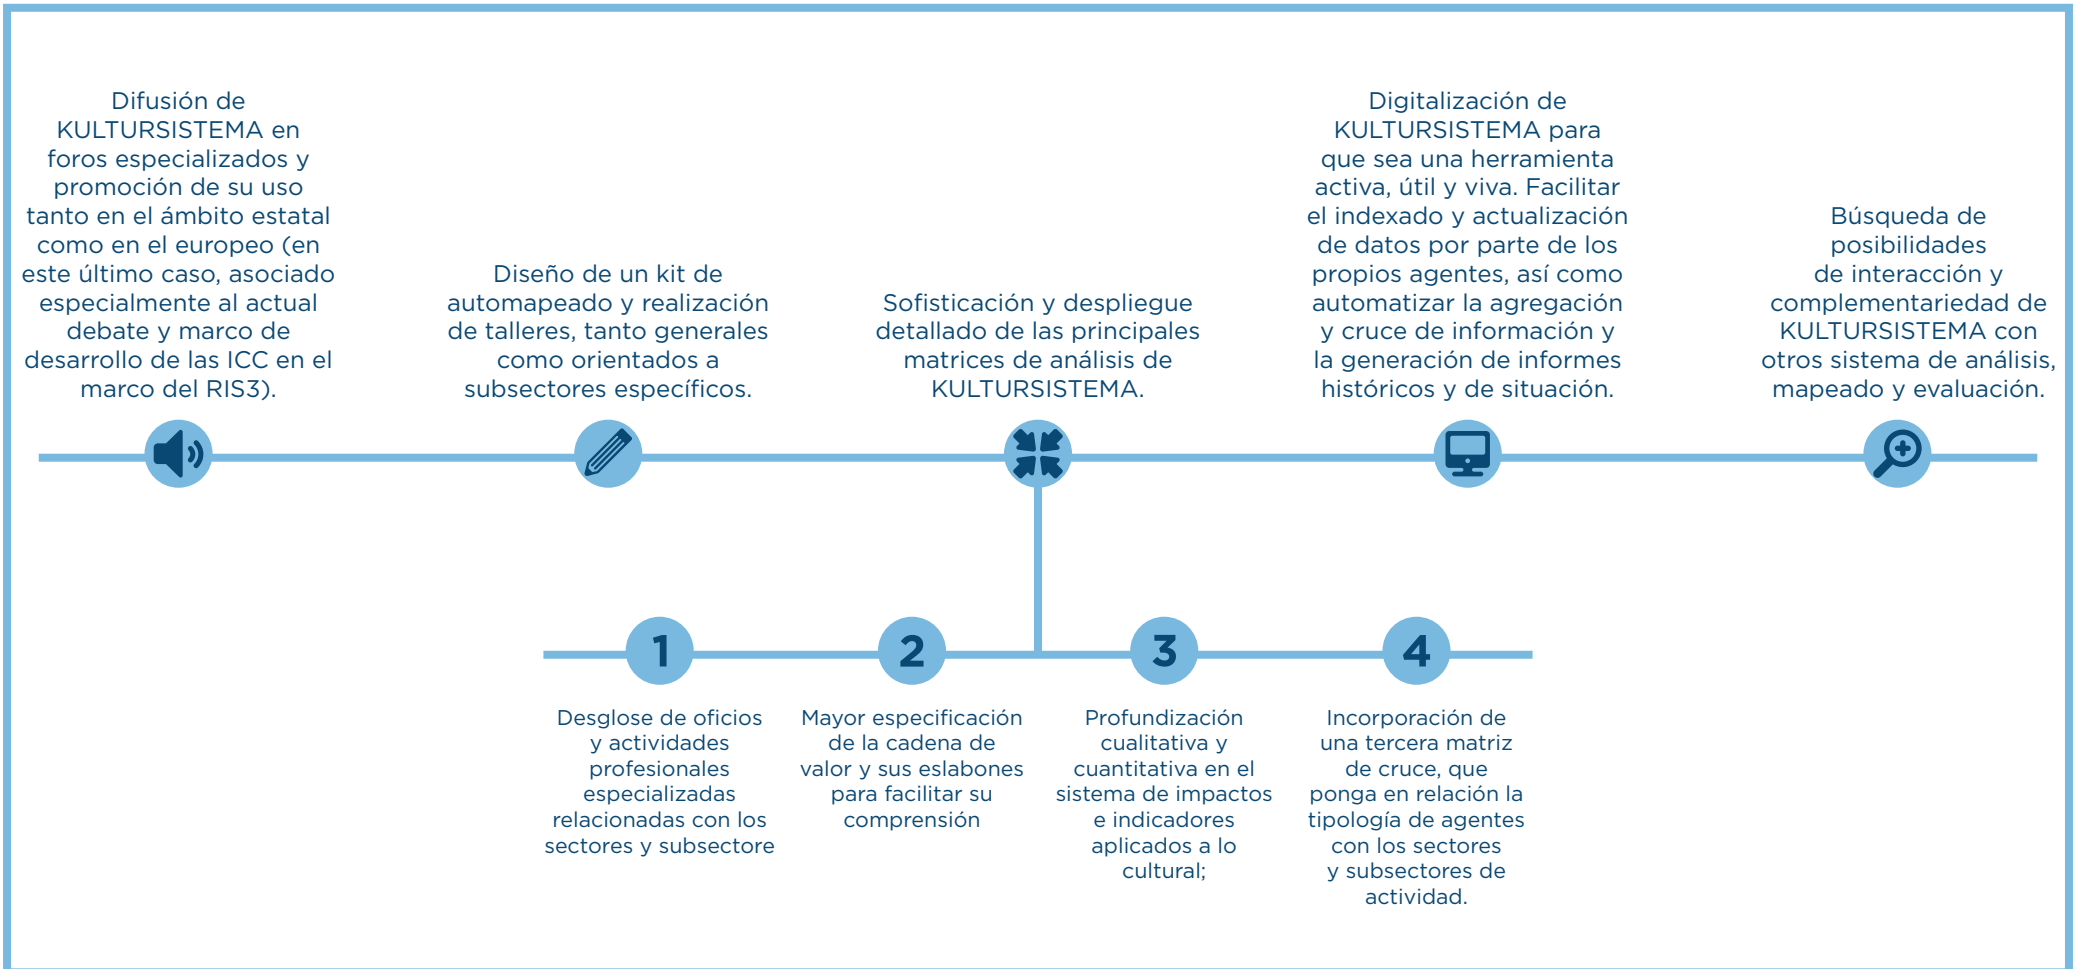 Difusión de
KULTURSISTEMA en
foros especializados y
promoción de su uso
tanto en el ámbito estatal
como en el europeo (en
este último caso, asociado
especialmente al actual
debate y marco de
desarrollo de las ICC en el
marco del RIS3).
Diseño de un kit de
automapeado y realización
de talleres, tanto generales
como orientados a
subsectores específicos.
Sofisticación y despliegue
detallado de las principales
matrices de análisis de
KULTURSISTEMA.
Digitalización de
KULTURSISTEMA para
que sea una herramienta
activa, útil y viva. Facilitar
el indexado y actualización
de datos por parte de los
propios agentes, así como
automatizar la agregación
y cruce de información y
la generación de informes
históricos y de situación.
Búsqueda de
posibilidades
de interacción y
complementariedad de
KULTURSISTEMA con
otros sistema de análisis,
mapeado y evaluación.
1
Desglose de oficios
y actividades
profesionales
especializadas
relacionadas con los
sectores y subsectore
2
Mayor especificación
de la cadena de
valor y sus eslabones
para facilitar su
comprensión
3
Profundización
cualitativa y
cuantitativa en el
sistema de impactos
e indicadores
aplicados a lo
cultural;
4
Incorporación de
una tercera matriz
de cruce, que
ponga en relación la
tipología de agentes
con los sectores
y subsectores de
actividad.